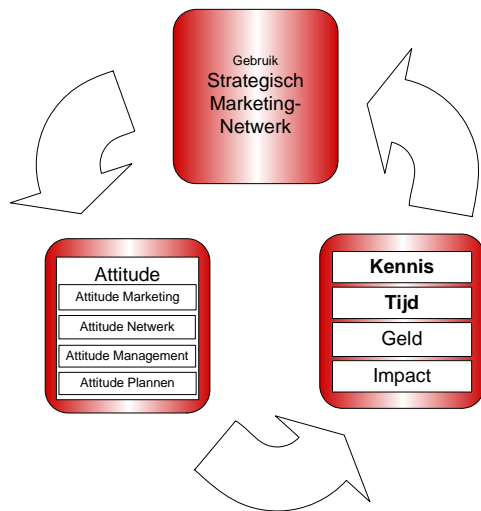 Gebruik
Strategisch
Marketing-
Netwerk
Attitude
Attitude Marketing
Attitude Netwerk
Attitude Management
Attitude Plannen
Kennis
Tijd
Geld
Impact